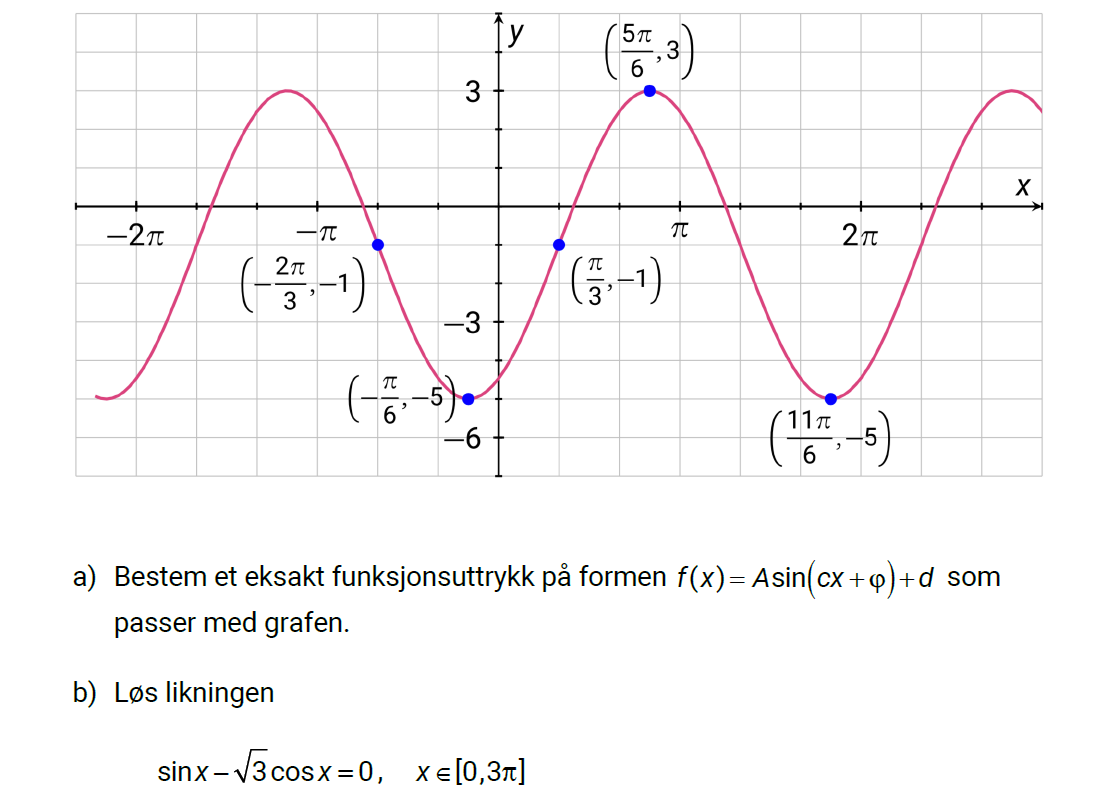 y
(5π/6, 3)
3
x
−2π
−π
π
2π
(−2π/3, −1)
(π/3, −1)
−3
(−π/6, −5)
−6
(11π/6, −5)
a) Bestem et eksakt funksjonsuttrykk på formen f(x) = A sin(cx + φ) + d som
passer med grafen.
b) Løs likningen
sin x − √3 cos x = 0, x ∈ [0, 3π]